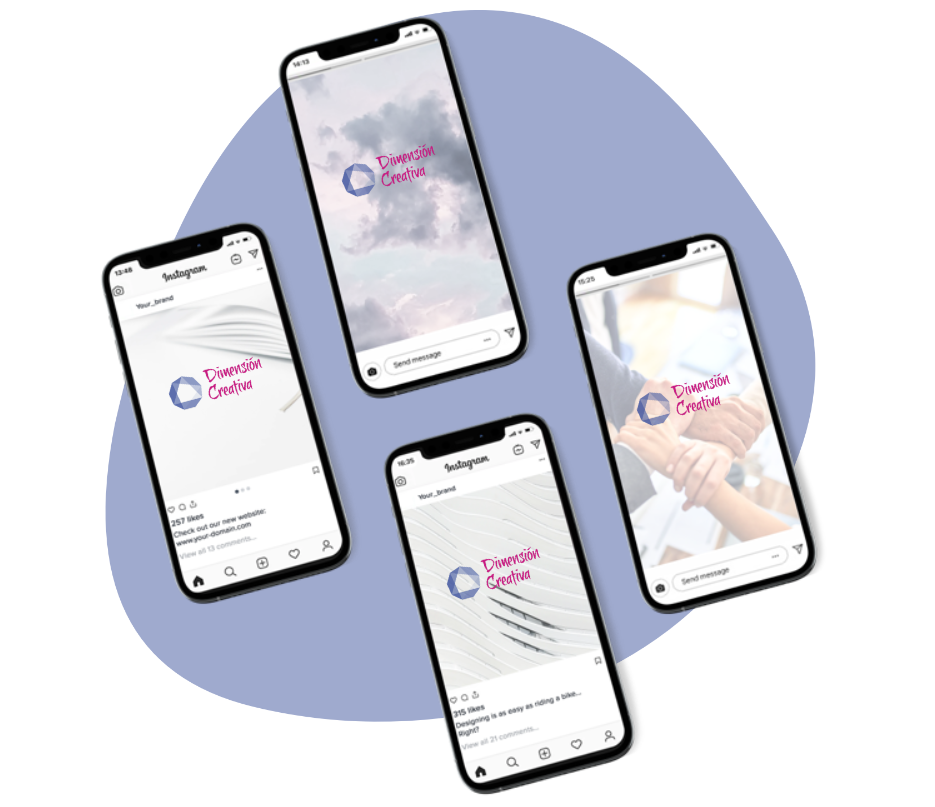 16:13
Dimensión
Creativa
Send message
13:48
Instagram
Your_brand
Dimensión
Creativa
257 likes
Check out our new website:
www.your-domain.com
View all 13 comments...
15:25
Dimensión
Creativa
Send message
16:35
Instagram
Your_brand
Dimensión
Creativa
315 likes
Designing is as easy as riding a bike...
Right?
View all 21 comments...